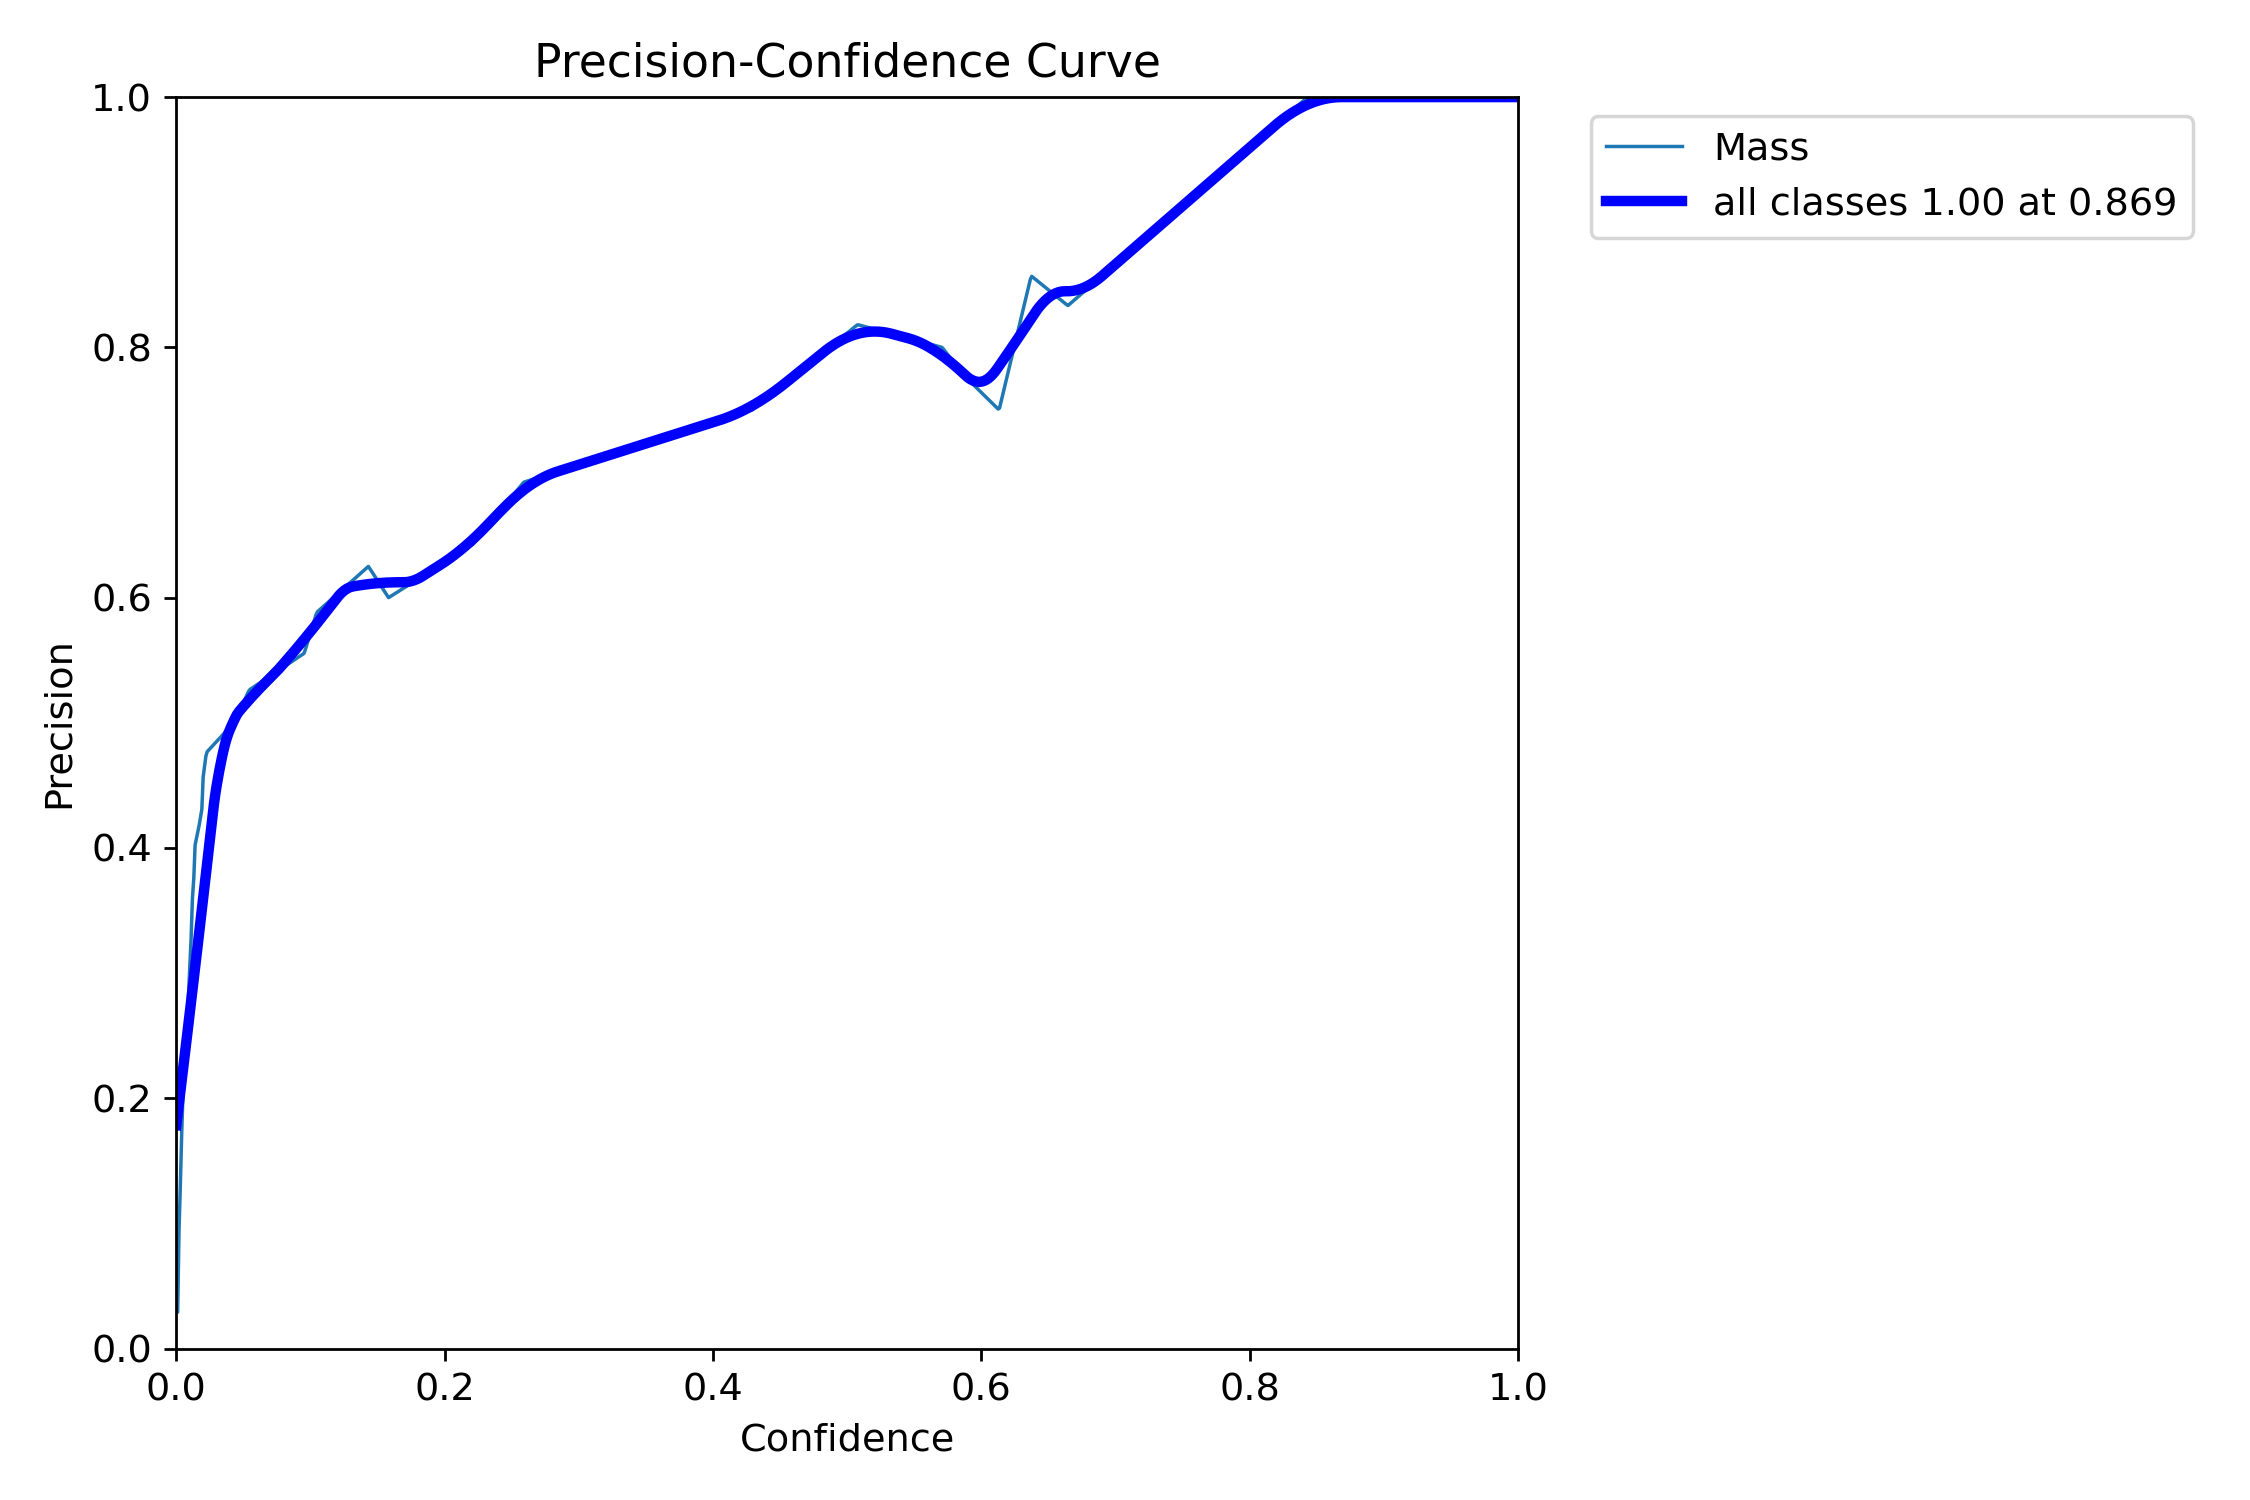 Precision-Confidence Curve
1.0
0.8
0.6
0.4
0.2
0.0
Precision
0.0 0.2 0.4 0.6 0.8 1.0
Confidence
Mass
all classes 1.00 at 0.869